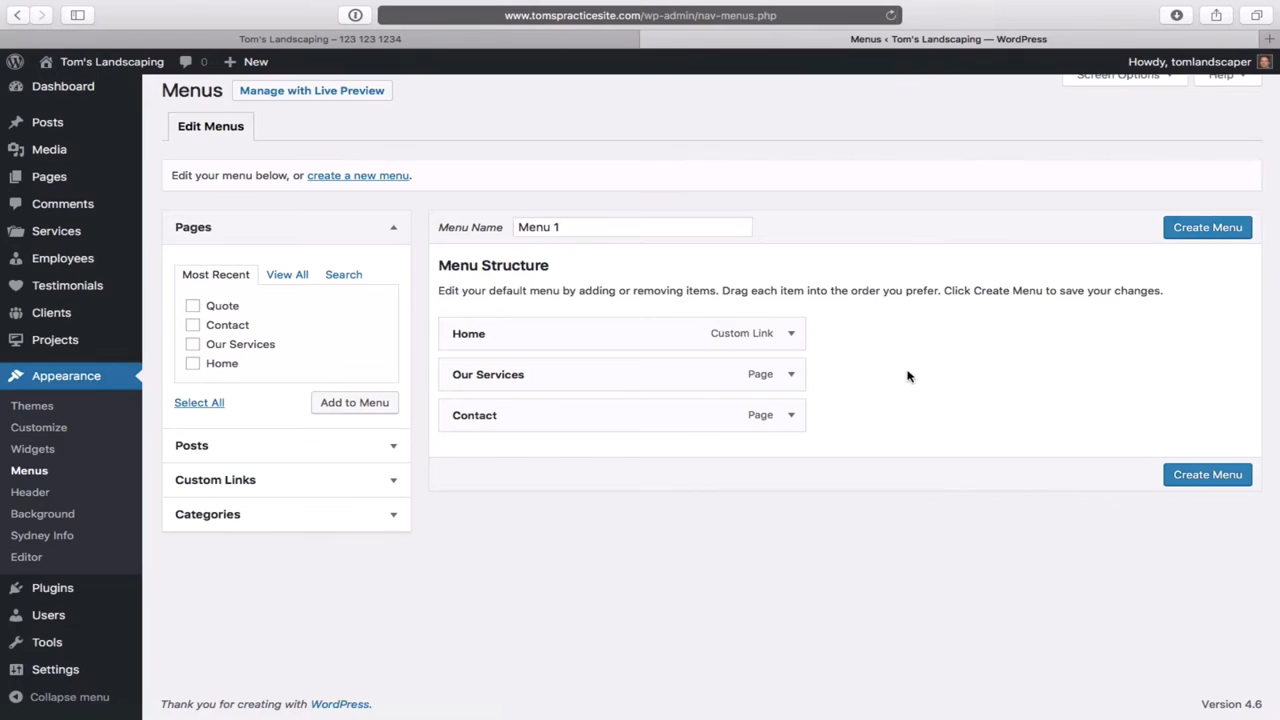 www.tomspracticesite.com/wp-admin/nav-menus.php
Tom's Landscaping – 123 123 1234
Menus ‹ Tom's Landscaping — WordPress
Tom's Landscaping
0
New
Howdy, tomlandscaper
Dashboard
Posts
Media
Pages
Comments
Services
Employees
Testimonials
Clients
Projects
Appearance
Themes
Customize
Widgets
Menus
Header
Background
Sydney Info
Editor
Plugins
Users
Tools
Settings
Collapse menu
Menus
Manage with Live Preview
Screen Options
Help
Edit Menus
Edit your menu below, or create a new menu.
Pages
Most Recent
View All
Search
Quote
Contact
Our Services
Home
Select All
Add to Menu
Posts
Custom Links
Categories
Menu Name
Menu 1
Create Menu
Menu Structure
Edit your default menu by adding or removing items. Drag each item into the order you prefer. Click Create Menu to save your changes.
Home
Custom Link
Our Services
Page
Contact
Page
Create Menu
Thank you for creating with WordPress.
Version 4.6